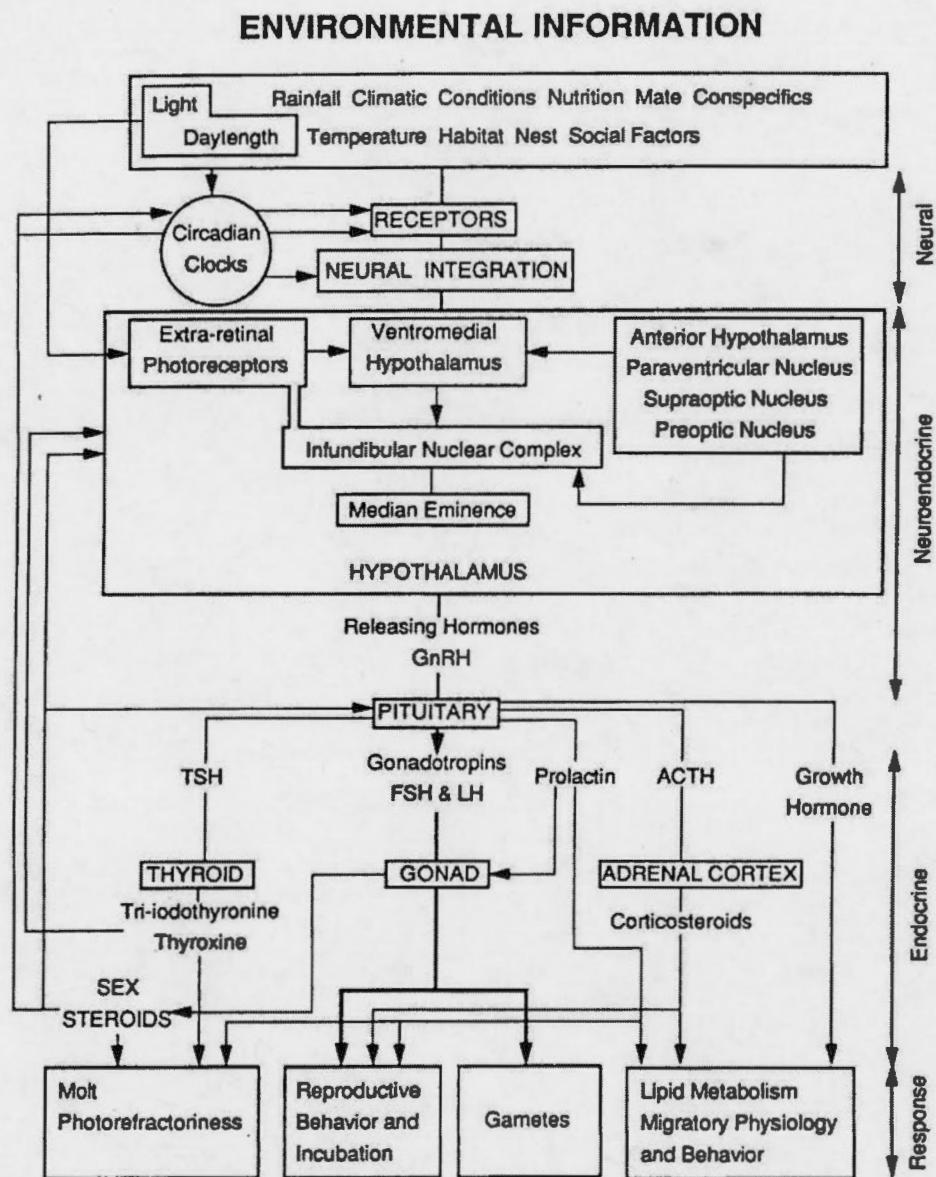 ENVIRONMENTAL INFORMATION
Light
Daylength
Rainfall Climatic Conditions Nutrition Mate Conspecifics
Temperature Habitat Nest Social Factors
Circadian
Clocks
RECEPTORS
NEURAL INTEGRATION
Neural
Extra-retinal
Photoreceptors
Ventromedial
Hypothalamus
Anterior Hypothalamus
Paraventricular Nucleus
Supraoptic Nucleus
Preoptic Nucleus
Infundibular Nuclear Complex
Median Eminence
HYPOTHALAMUS
Neuroendocrine
Releasing Hormones
GnRH
PITUITARY
TSH
Gonadotropins
FSH & LH
Prolactin
ACTH
Growth
Hormone
THYROID
GONAD
ADRENAL CORTEX
Tri-iodothyronine
Thyroxine
Corticosteroids
Endocrine
SEX
STEROIDS
Molt
Photorefractoriness
Reproductive
Behavior and
Incubation
Gametes
Lipid Metabolism
Migratory Physiology
and Behavior
Response